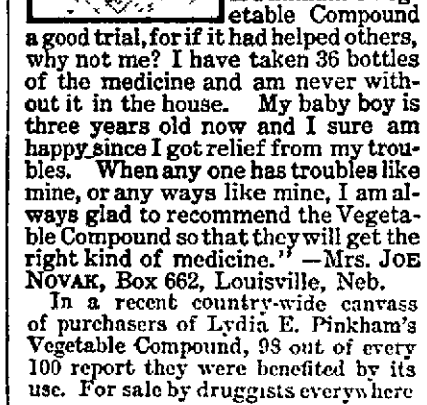 etable Compound
a good trial, for if it had helped others,
why not me? I have taken 36 bottles
of the medicine and am never with-
out it in the house. My baby boy is
three years old now and I sure am
happy since I got relief from my trou-
bles. When any one has troubles like
mine, or any ways like mine, I am al-
ways glad to recommend the Vegeta-
ble Compound so that they will get the
right kind of medicine." —Mrs. JOE
NOVAK, Box 662, Louisville, Neb.
In a recent country-wide canvass
of purchasers of Lydia E. Pinkham's
Vegetable Compound, 98 out of every
100 report they were benefited by its
use. For sale by druggists everywhere